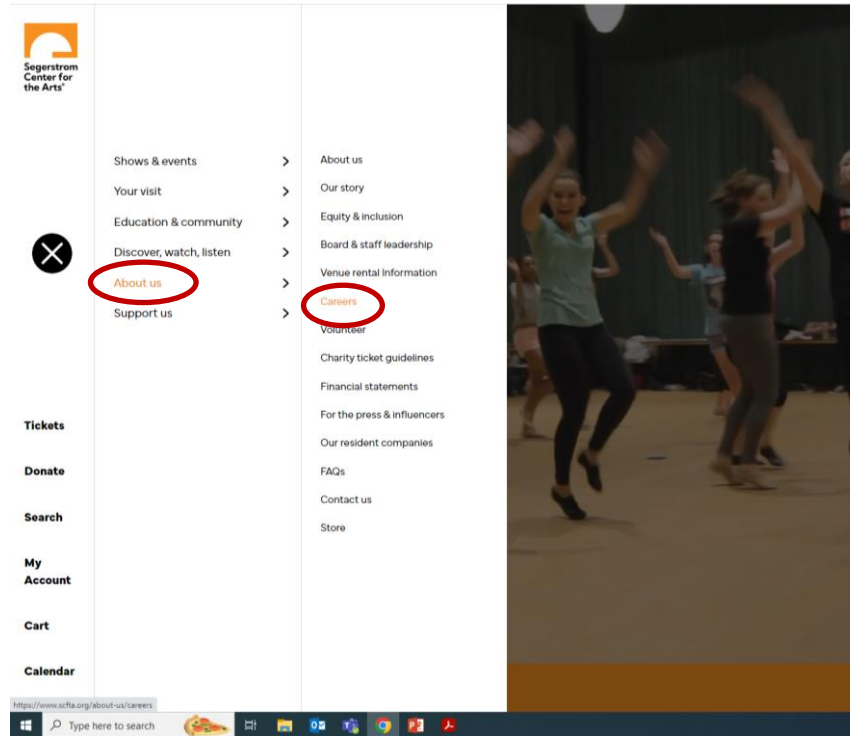 Segerstrom
Center for
the Arts®
Shows & events
Your visit
Education & community
Discover, watch, listen
About us
Support us
About us
Our story
Equity & inclusion
Board & staff leadership
Venue rental Information
Careers
Volunteer
Charity ticket guidelines
Financial statements
For the press & influencers
Our resident companies
FAQs
Contact us
Store
Tickets
Donate
Search
My
Account
Cart
Calendar
https://www.scfta.org/about-us/careers
Type here to search